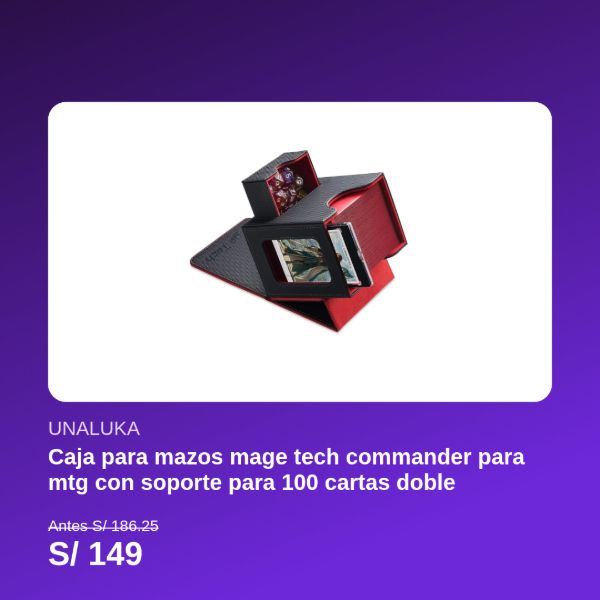 UNALUKA
Caja para mazos mage tech commander para
mtg con soporte para 100 cartas doble
Antes S/ 186.25
S/ 149